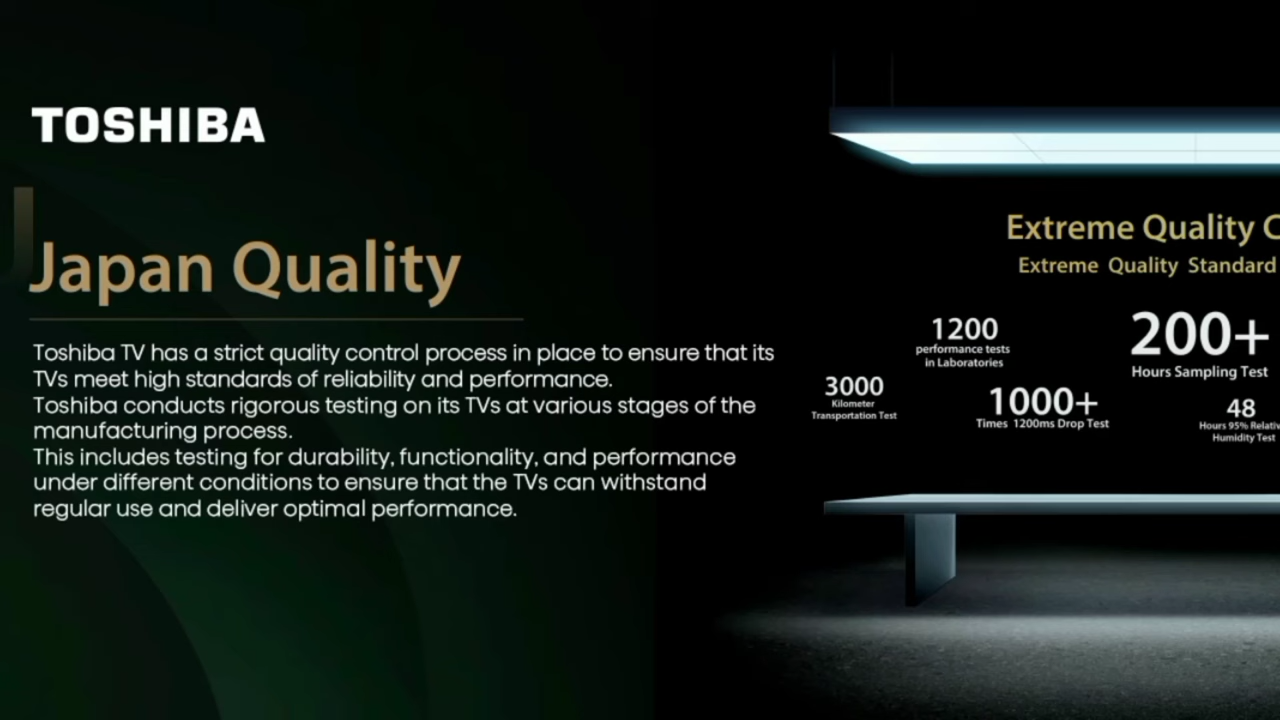 TOSHIBA
Japan Quality
Toshiba TV has a strict quality control process in place to ensure that its
TVs meet high standards of reliability and performance.
Toshiba conducts rigorous testing on its TVs at various stages of the
manufacturing process.
This includes testing for durability, functionality, and performance
under different conditions to ensure that the TVs can withstand
regular use and deliver optimal performance.
Extreme Quality
Extreme Quality Standard
1200
performance tests
in Laboratories
200+
Hours Sampling Test
3000
Kilometer
Transportation Test
1000+
Times 1200ms Drop Test
48
Hours 95%
Humidity Test